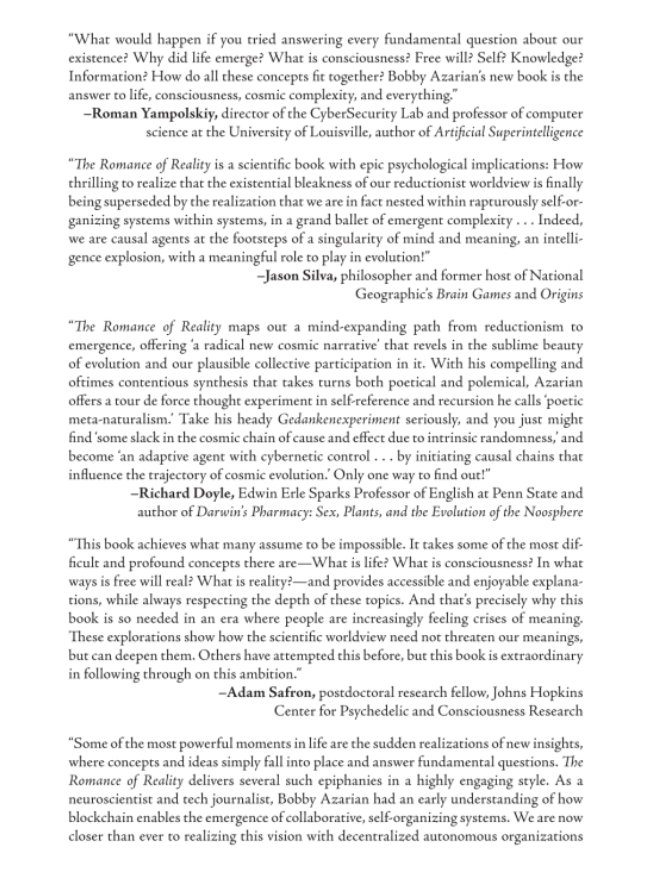 “What would happen if you tried answering every fundamental question about our
existence? Why did life emerge? What is consciousness? Free will? Self? Knowledge?
Information? How do all these concepts fit together? Bobby Azarian’s new book is the
answer to life, consciousness, cosmic complexity, and everything.”
–Roman Yampolskiy, director of the CyberSecurity Lab and professor of computer
science at the University of Louisville, author of Artificial Superintelligence
“The Romance of Reality is a scientific book with epic psychological implications: How
thrilling to realize that the existential bleakness of our reductionist worldview is finally
being superseded by the realization that we are in fact nested within rapturously self-or-
ganizing systems within systems, in a grand ballet of emergent complexity . . . Indeed,
we are causal agents at the footsteps of a singularity of mind and meaning, an intelli-
gence explosion, with a meaningful role to play in evolution!”
–Jason Silva, philosopher and former host of National
Geographic’s Brain Games and Origins
“The Romance of Reality maps out a mind-expanding path from reductionism to
emergence, offering ‘a radical new cosmic narrative’ that revels in the sublime beauty
of evolution and our plausible collective participation in it. With his compelling and
oftimes contentious synthesis that takes turns both poetical and polemical, Azarian
offers a tour de force thought experiment in self-reference and recursion he calls ‘poetic
meta-naturalism.’ Take his heady Gedankenexperiment seriously, and you just might
find ‘some slack in the cosmic chain of cause and effect due to intrinsic randomness,’ and
become ‘an adaptive agent with cybernetic control . . . by initiating causal chains that
influence the trajectory of cosmic evolution.’ Only one way to find out!”
–Richard Doyle, Edwin Erle Sparks Professor of English at Penn State and
author of Darwin’s Pharmacy: Sex, Plants, and the Evolution of the Noosphere
“This book achieves what many assume to be impossible. It takes some of the most dif-
ficult and profound concepts there are—What is life? What is consciousness? In what
ways is free will real? What is reality?—and provides accessible and enjoyable explana-
tions, while always respecting the depth of these topics. And that’s precisely why this
book is so needed in an era where people are increasingly feeling crises of meaning.
These explorations show how the scientific worldview need not threaten our meanings,
but can deepen them. Others have attempted this before, but this book is extraordinary
in following through on this ambition.”
–Adam Safron, postdoctoral research fellow, Johns Hopkins
Center for Psychedelic and Consciousness Research
“Some of the most powerful moments in life are the sudden realizations of new insights,
where concepts and ideas simply fall into place and answer fundamental questions. The
Romance of Reality delivers several such epiphanies in a highly engaging style. As a
neuroscientist and tech journalist, Bobby Azarian had an early understanding of how
blockchain enables the emergence of collaborative, self-organizing systems. We are now
closer than ever to realizing this vision with decentralized autonomous organizations